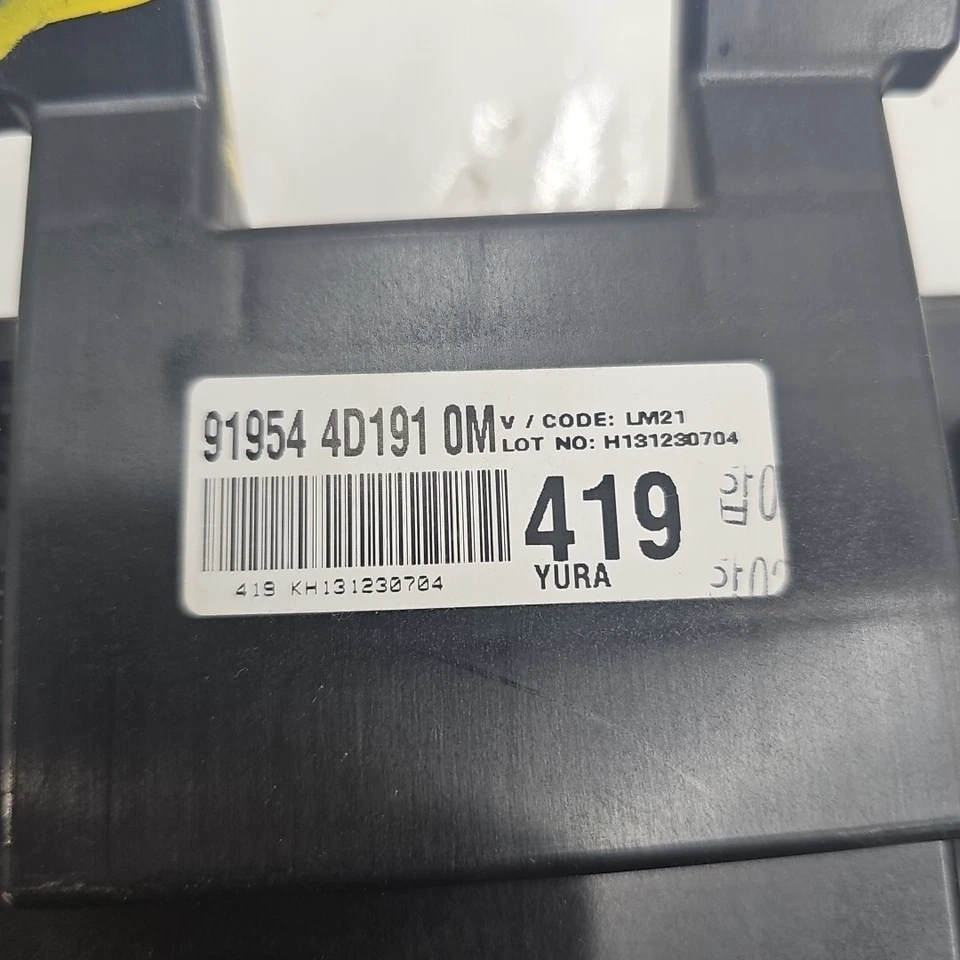 91954 4D191 0M
V / CODE: LM21
LOT NO: H131230704
419
YURA
419 KH131230704